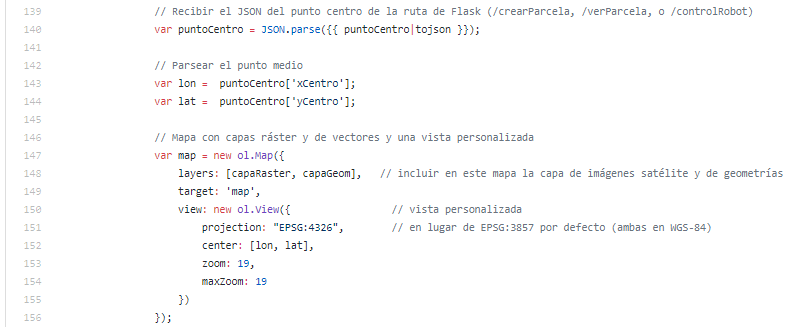 139 // Recibir el JSON del punto centro de la ruta de Flask (/crearParcela, /verParcela, o /controlRobot)
140 var puntoCentro = JSON.parse({{ puntoCentro|tojson }});
141
142 // Parsear el punto medio
143 var lon =  puntoCentro['xCentro'];
144 var lat =  puntoCentro['yCentro'];
145
146 // Mapa con capas ráster y de vectores y una vista personalizada
147 var map = new ol.Map({
148     layers: [capaRaster, capaGeom],   // incluir en este mapa la capa de imágenes satélite y de geometrías
149     target: 'map',
150     view: new ol.View({                 // vista personalizada
151         projection: "EPSG:4326",        // en lugar de EPSG:3857 por defecto (ambas en WGS-84)
152         center: [lon, lat],
153         zoom: 19,
154         maxZoom: 19
155     })
156 });